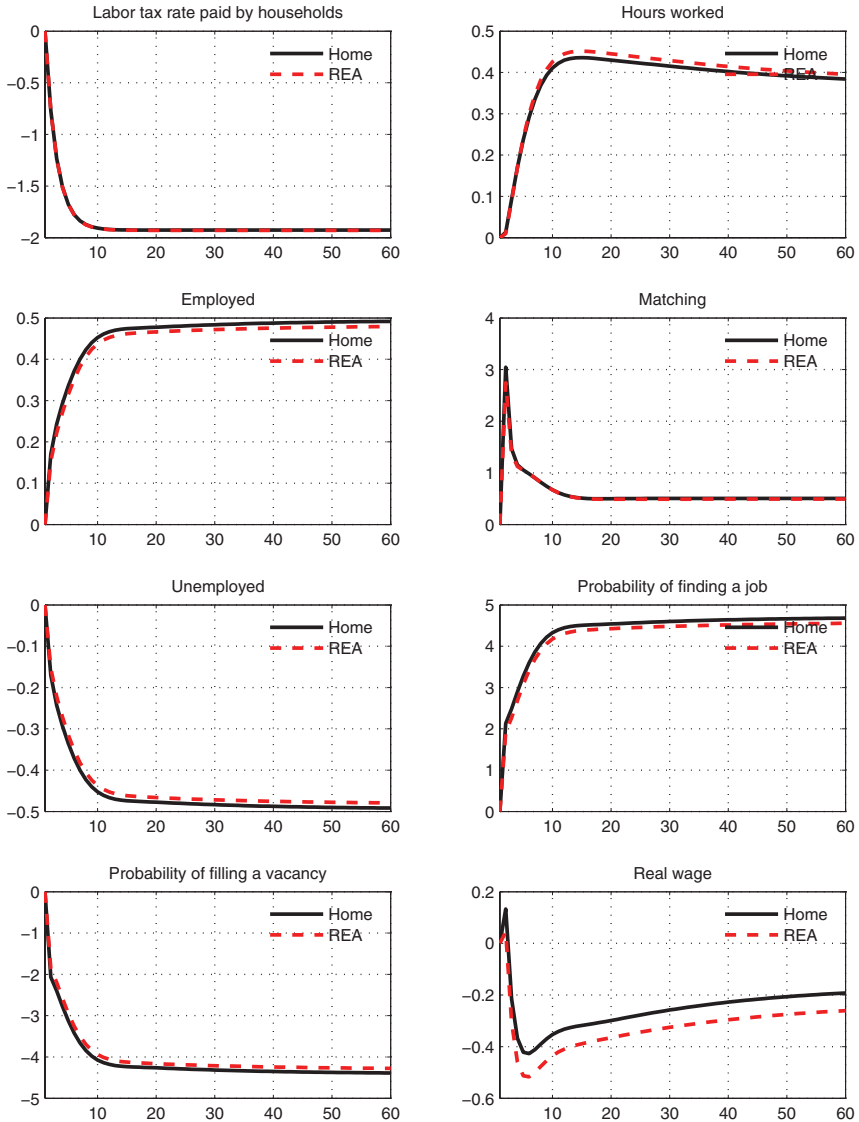 Labor tax rate paid by households
0
−0.5
−1
−1.5
−2
10 20 30 40 50 60
Home
REA
Hours worked
0.5
0.4
0.3
0.2
0.1
0
10 20 30 40 50 60
Home
REA
Employed
0.5
0.4
0.3
0.2
0.1
0
10 20 30 40 50 60
Home
REA
Matching
4
3
2
1
0
10 20 30 40 50 60
Home
REA
Unemployed
0
−0.1
−0.2
−0.3
−0.4
−0.5
10 20 30 40 50 60
Home
REA
Probability of finding a job
5
4
3
2
1
0
10 20 30 40 50 60
Home
REA
Probability of filling a vacancy
0
−1
−2
−3
−4
−5
10 20 30 40 50 60
Home
REA
Real wage
0.2
0
−0.2
−0.4
−0.6
10 20 30 40 50 60
Home
REA